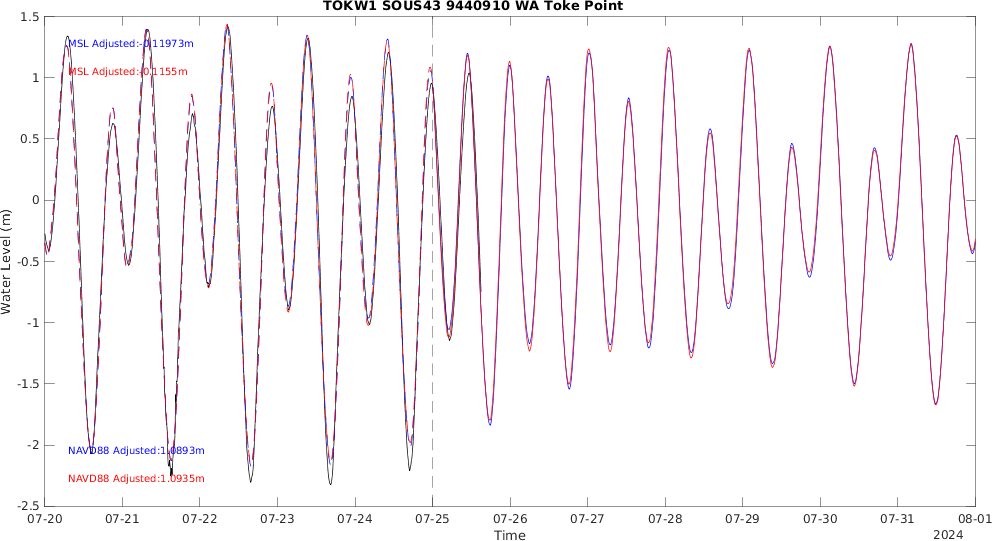 TOKW1 SOUS43 9440910 WA Toke Point
MSL Adjusted:-0.11973m
MSL Adjusted:-0.1155m
NAVD88 Adjusted:1.0893m
NAVD88 Adjusted:1.0935m
Water Level (m)
1.5
1
0.5
0
-0.5
-1
-1.5
-2
-2.5
07-20 07-21 07-22 07-23 07-24 07-25 07-26 07-27 07-28 07-29 07-30 07-31 08-01
Time
2024